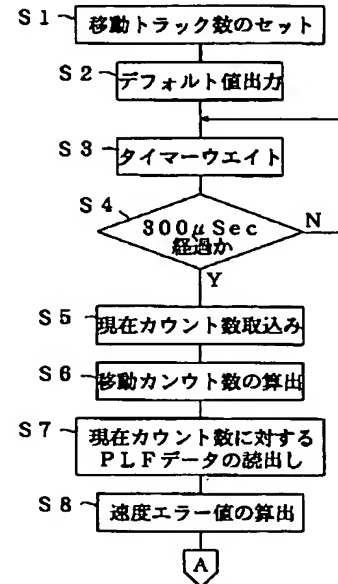 S1
移動トラック数のセット
S2
デフォルト値出力
S3
タイマーウエイト
S4
300μSec
経過か
N
Y
S5
現在カウント数取込み
S6
移動カンウト数の算出
S7
現在カウント数に対する
PLFデータの読出し
S8
速度エラー値の算出
A